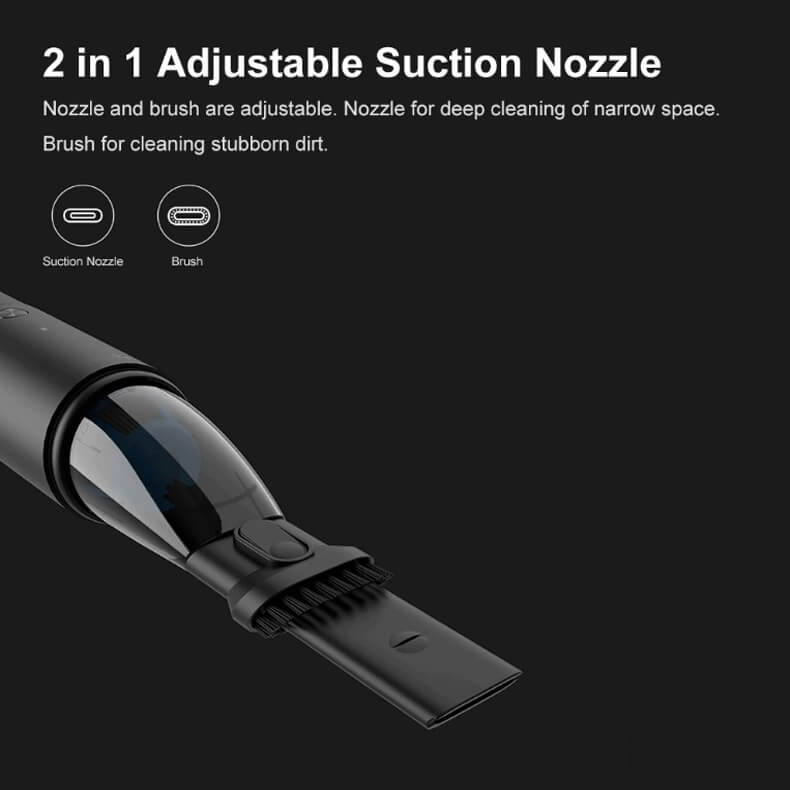 2 in 1 Adjustable Suction Nozzle
Nozzle and brush are adjustable. Nozzle for deep cleaning of narrow space.
Brush for cleaning stubborn dirt.
Suction Nozzle
Brush